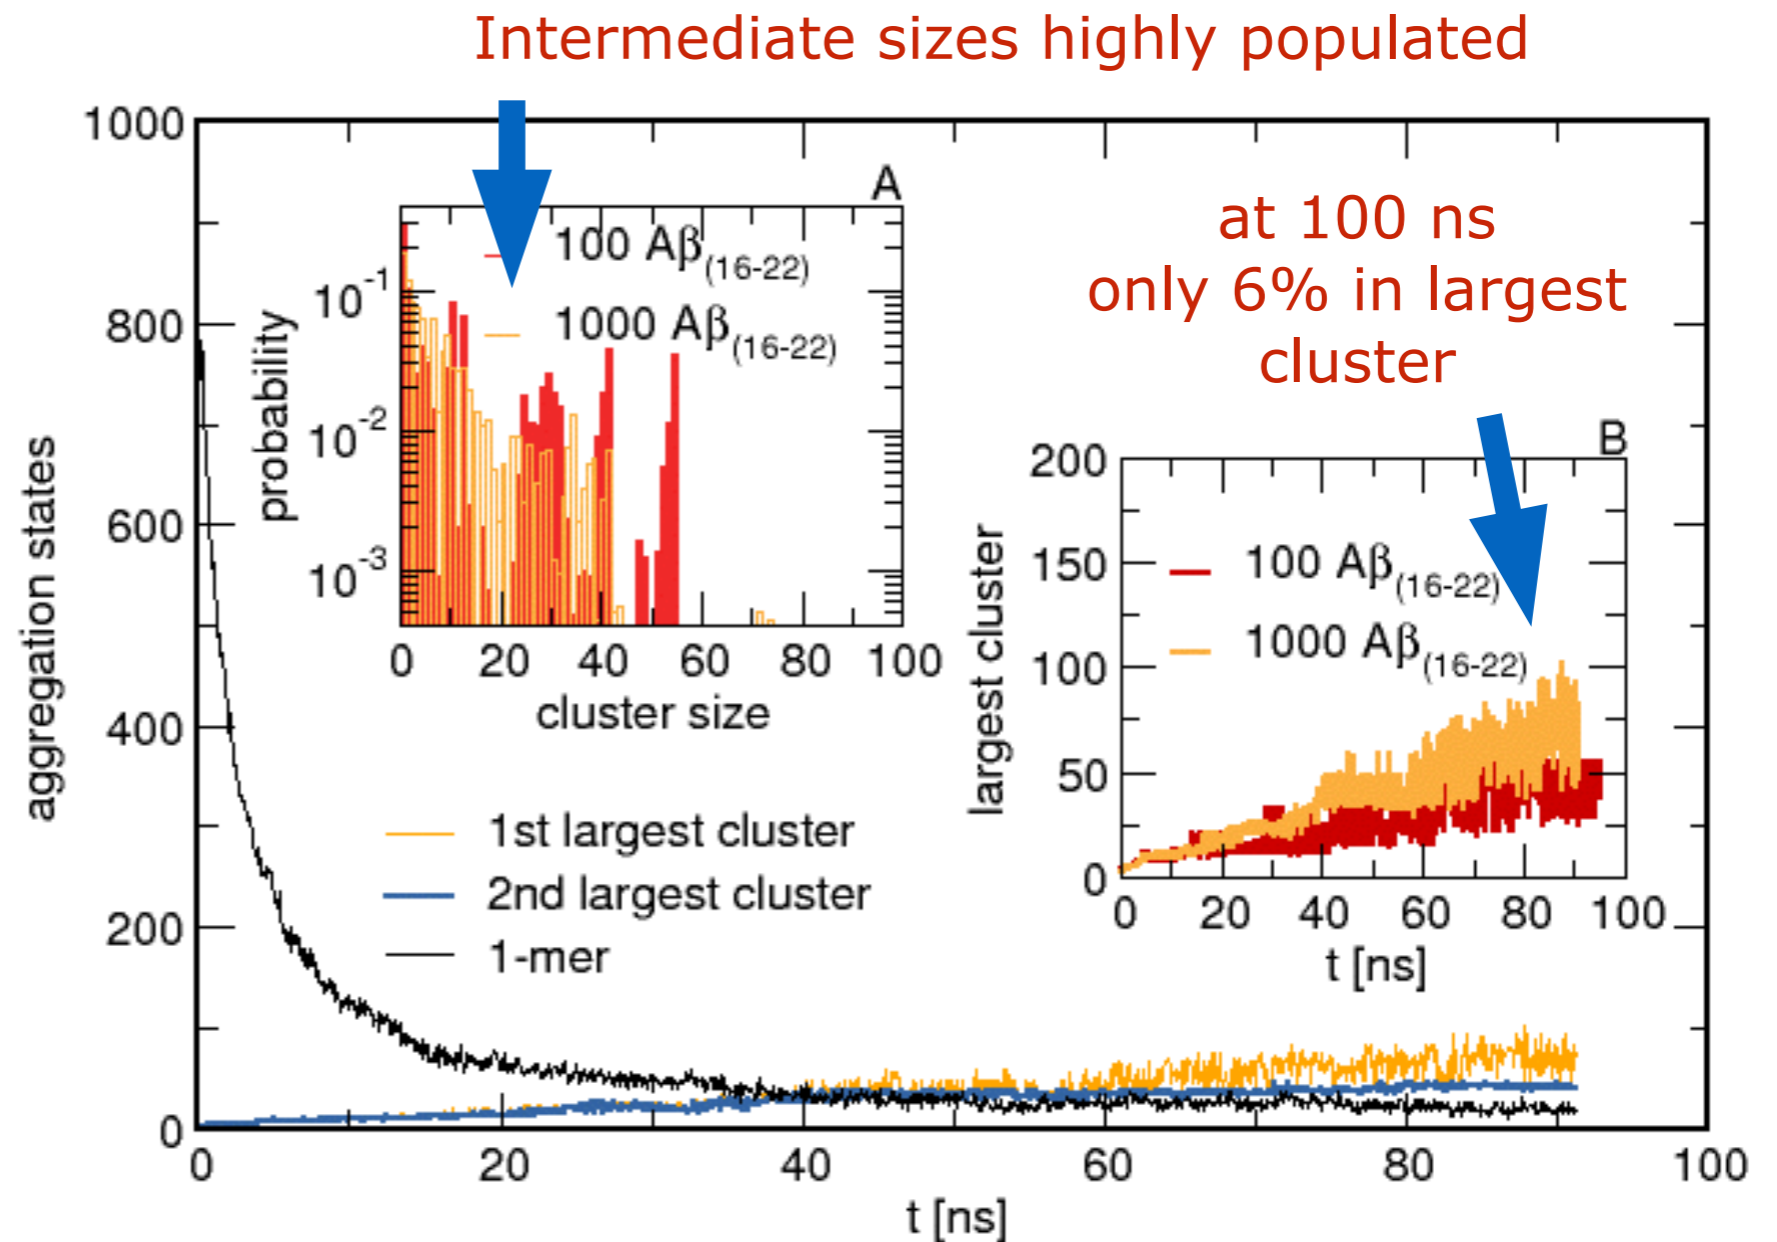 Intermediate sizes highly populated
1000
800
600
400
200
0
aggregation states
0
20
40
60
80
100
t [ns]
A
100 Aβ(16-22)
1000 Aβ(16-22)
10-1
10-2
10-3
probability
0
20
40
60
80
100
cluster size
at 100 ns
only 6% in largest
cluster
B
200
150
100
50
0
largest cluster
100 Aβ(16-22)
1000 Aβ(16-22)
0
20
40
60
80
100
t [ns]
1st largest cluster
2nd largest cluster
1-mer